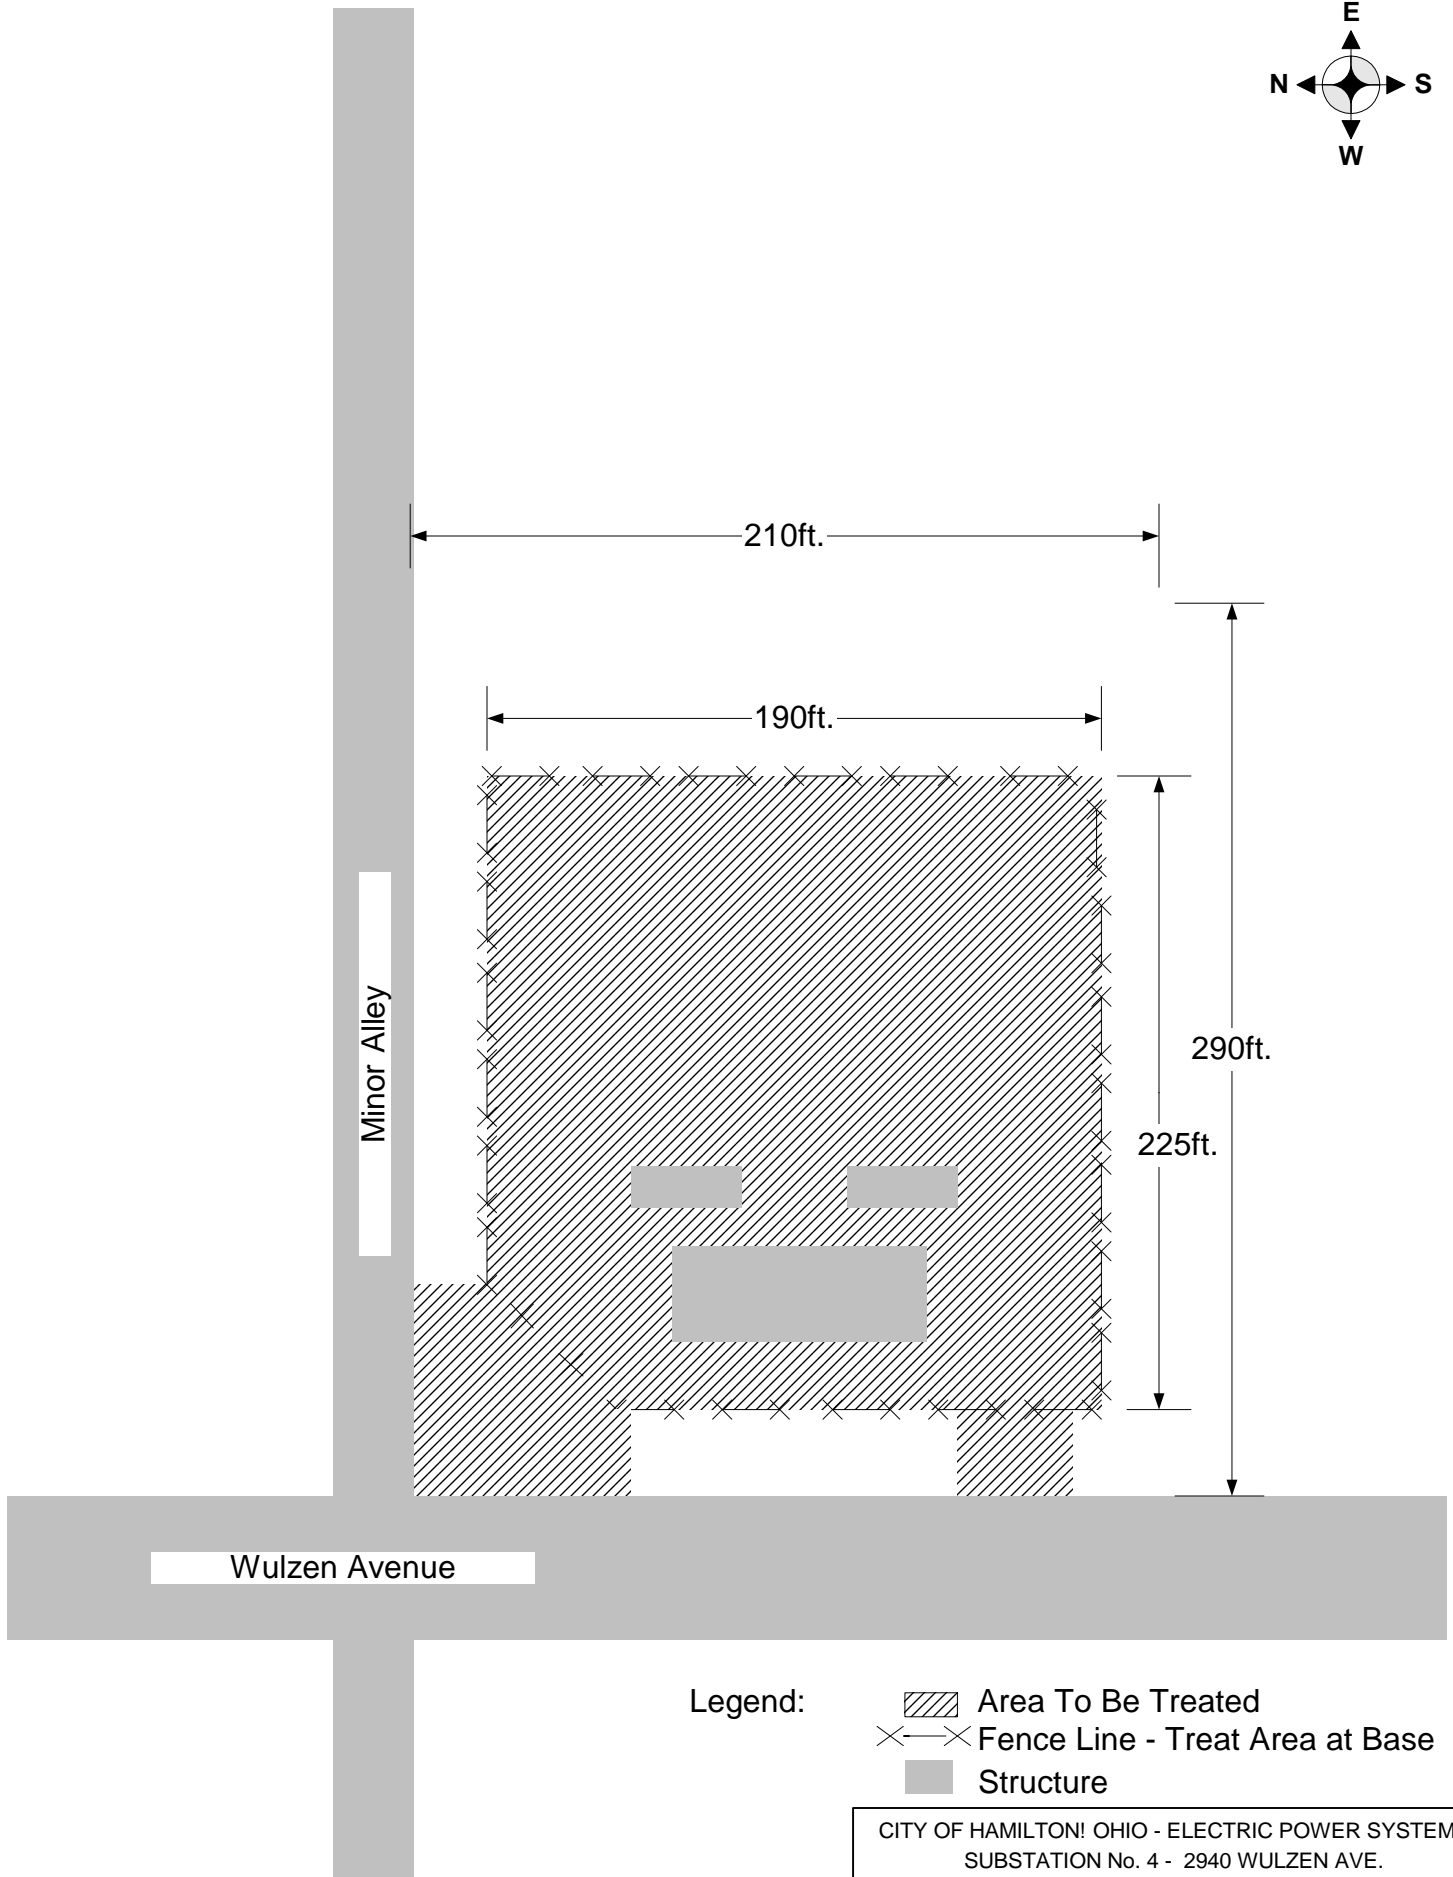 E
N S
W
210ft.
190ft.
290ft.
225ft.
Minor Alley
Wulzen Avenue
Legend:
Area To Be Treated
Fence Line - Treat Area at Base
Structure
CITY OF HAMILTON! OHIO - ELECTRIC POWER SYSTEM
SUBSTATION No. 4 - 2940 WULZEN AVE.